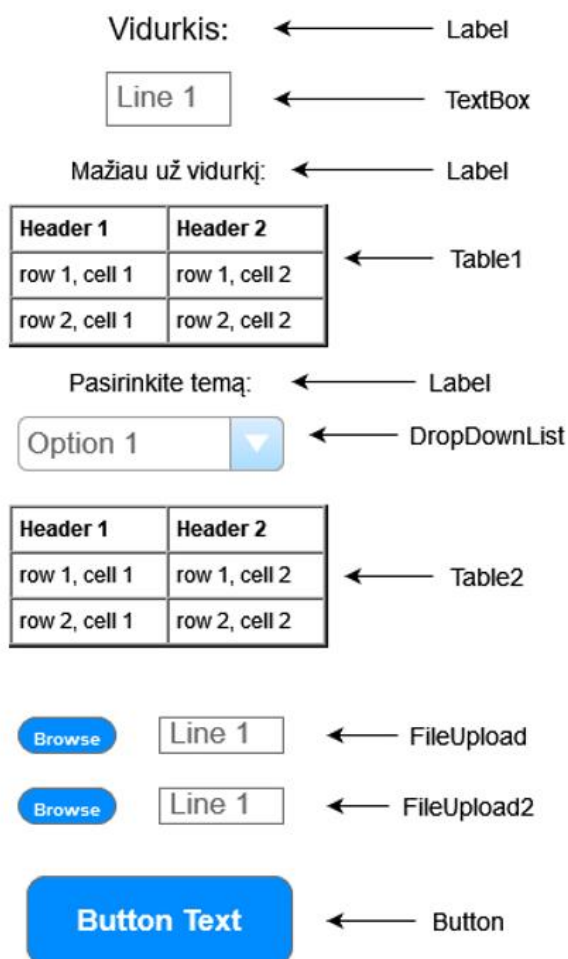 Vidurkis: Label
Line 1 TextBox
Mažiau už vidurkį: Label
Header 1 Header 2
row 1, cell 1 row 1, cell 2 Table1
row 2, cell 1 row 2, cell 2
Pasirinkite temą: Label
Option 1 DropDownList
Header 1 Header 2
row 1, cell 1 row 1, cell 2 Table2
row 2, cell 1 row 2, cell 2
Browse Line 1 FileUpload
Browse Line 1 FileUpload2
Button Text Button